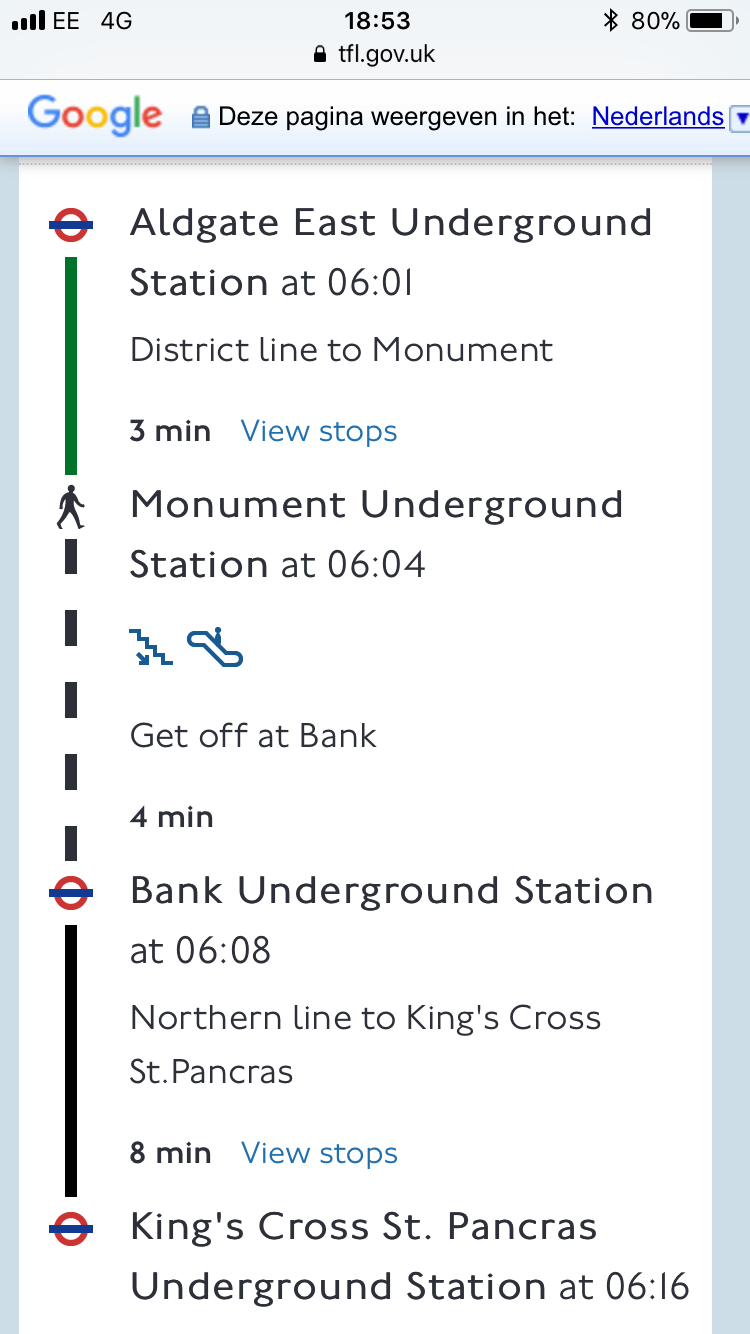 EE 4G 18:53 80%
tfl.gov.uk
Google Deze pagina weergeven in het: Nederlands
Aldgate East Underground
Station at 06:01
District line to Monument
3 min View stops
Monument Underground
Station at 06:04
Get off at Bank
4 min
Bank Underground Station
at 06:08
Northern line to King's Cross
St.Pancras
8 min View stops
King's Cross St. Pancras
Underground Station at 06:16